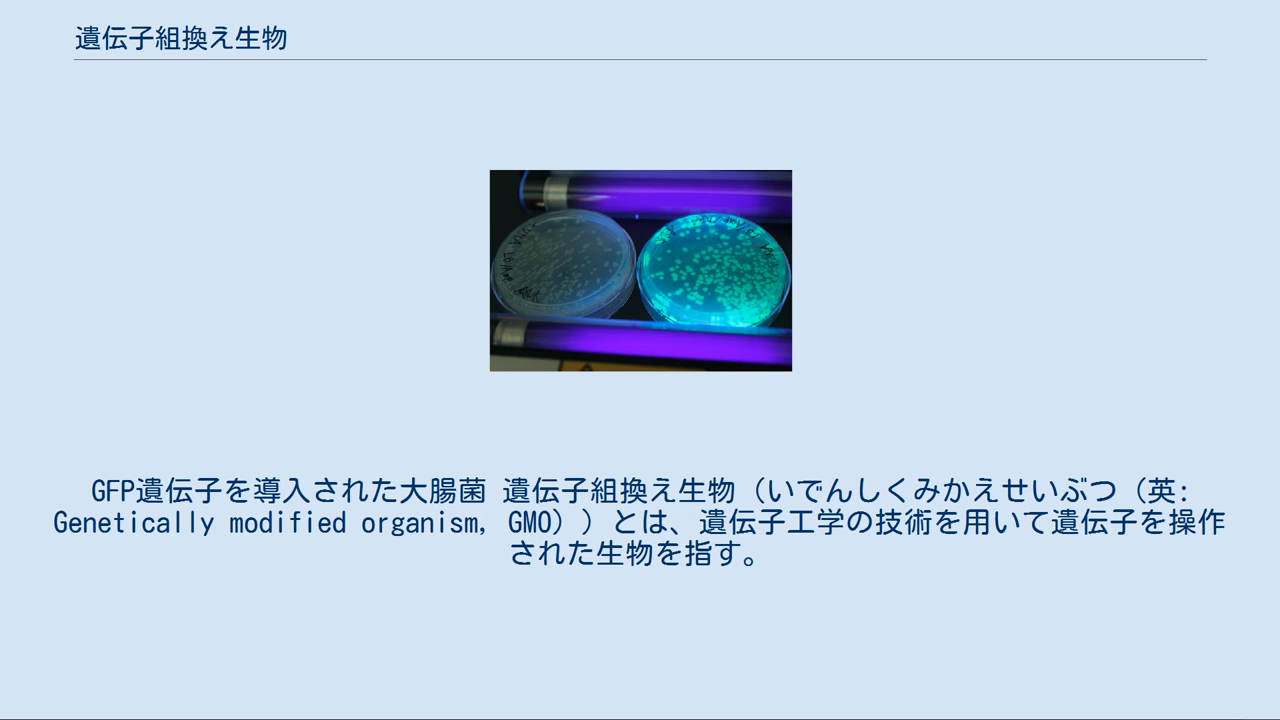 遺伝子組換え生物
GFP遺伝子を導入された大腸菌 遺伝子組換え生物（いでんしくみかえせいぶつ（英:
Genetically modified organism, GMO））とは、遺伝子工学の技術を用いて遺伝子を操作
された生物を指す。